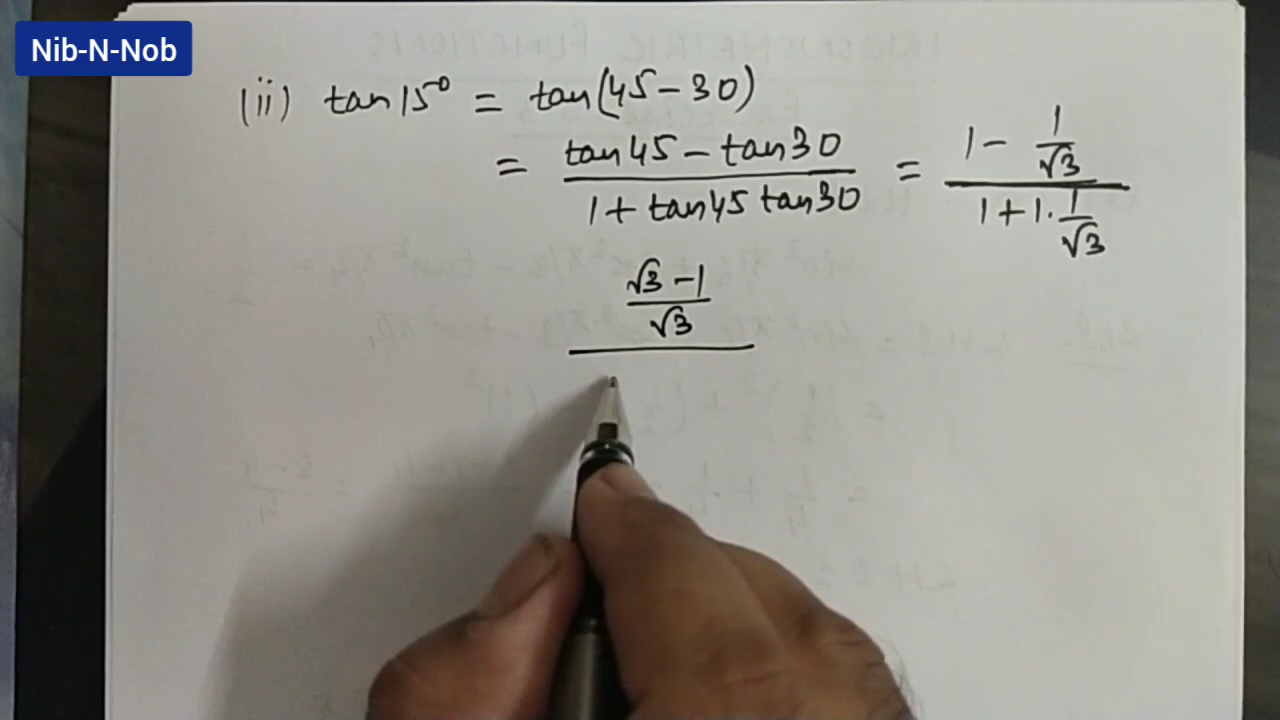 Nib-N-Nob
(ii) tan 15° = tan(45 - 30)
= (tan 45 - tan 30) / (1 + tan 45 tan 30) = (1 - 1/√3) / (1 + 1 · 1/√3)
(√3 - 1)/√3